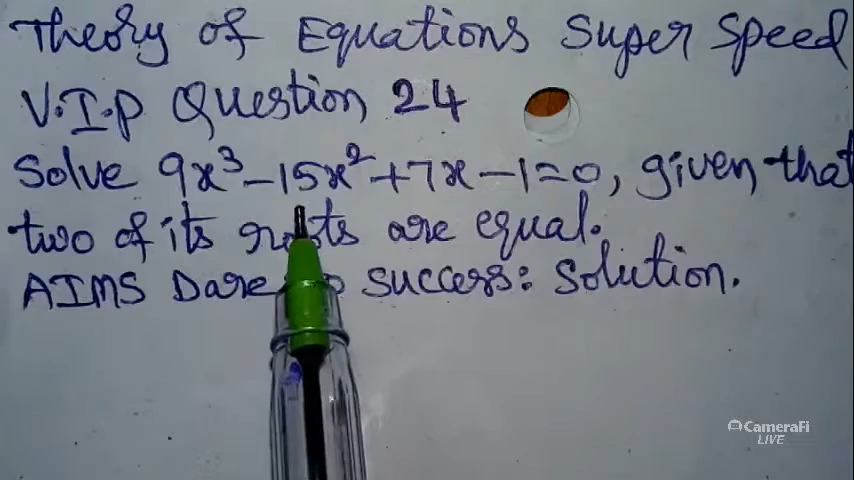 Theory of Equations Super Speed
V.I.P Question 24
Solve 9x³-15x²+7x-1=0, given that
two of its roots are equal.
AIMS Dare to success: Solution.
CameraFi
LIVE